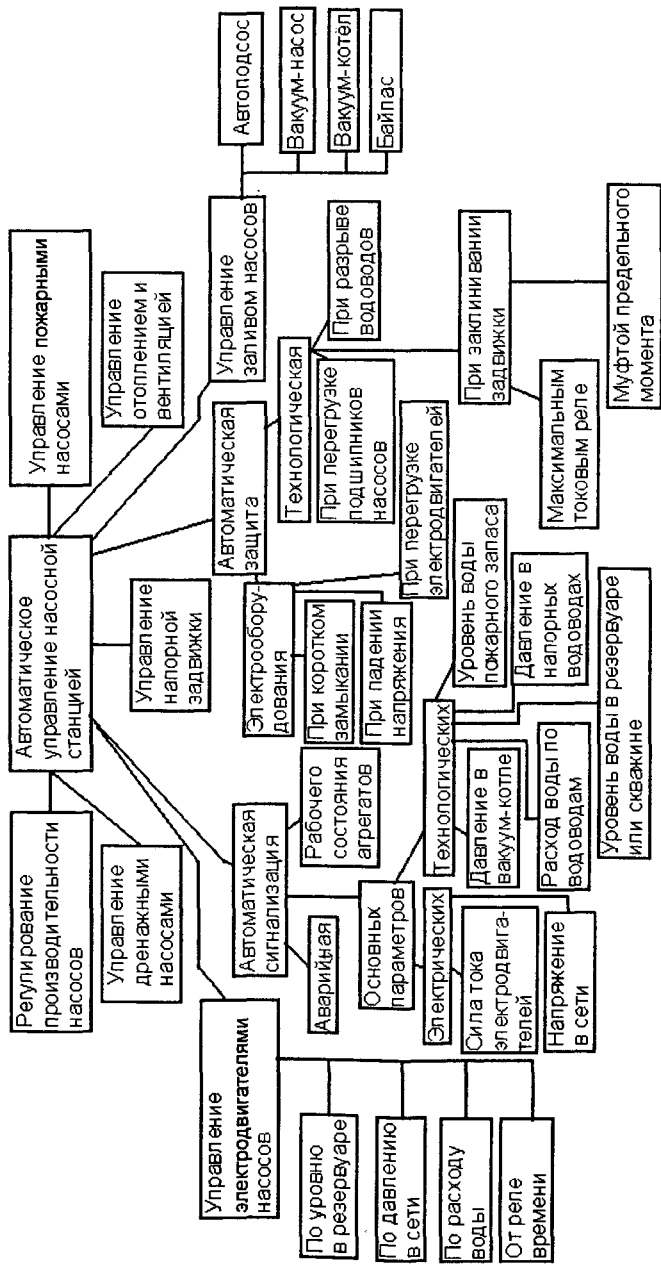 Автоматическое
управление насосной
станцией
Регулирование
производительности
насосов
Управление
дренажными
насосами
Управление
напорной
задвижки
Управление пожарными
насосами
Управление
отоплением и
вентиляцией
Управление
электродвигателями
насосов
По уровню
в резервуаре
По давлению
в сети
По расходу
воды
От реле
времени
Автоматическая
сигнализация
Аварийная
Рабочего
состояния
агрегатов
Основных
параметров
Электрических
Сила тока
электродвига-
телей
Напряжение
в сети
Технологических
Давление в
вакуум-котле
Расход воды по
водоводам
Уровень воды
пожарного запаса
Давление в
напорных
водоводах
Уровень воды в резервуаре
или скважине
Автоматическая
защита
Электрообору-
дования
При коротком
замыкании
При падении
напряжения
При перегрузке
электродвигателей
Технологическая
При перегрузке
подшипников
насосов
При разрыве
водоводов
При заклинивании
задвижки
Максимальным
токовым реле
Муфтой предельного
момента
Управление
заливом насосов
Автоподсос
Вакуум-насос
Вакуум-котёл
Байпас